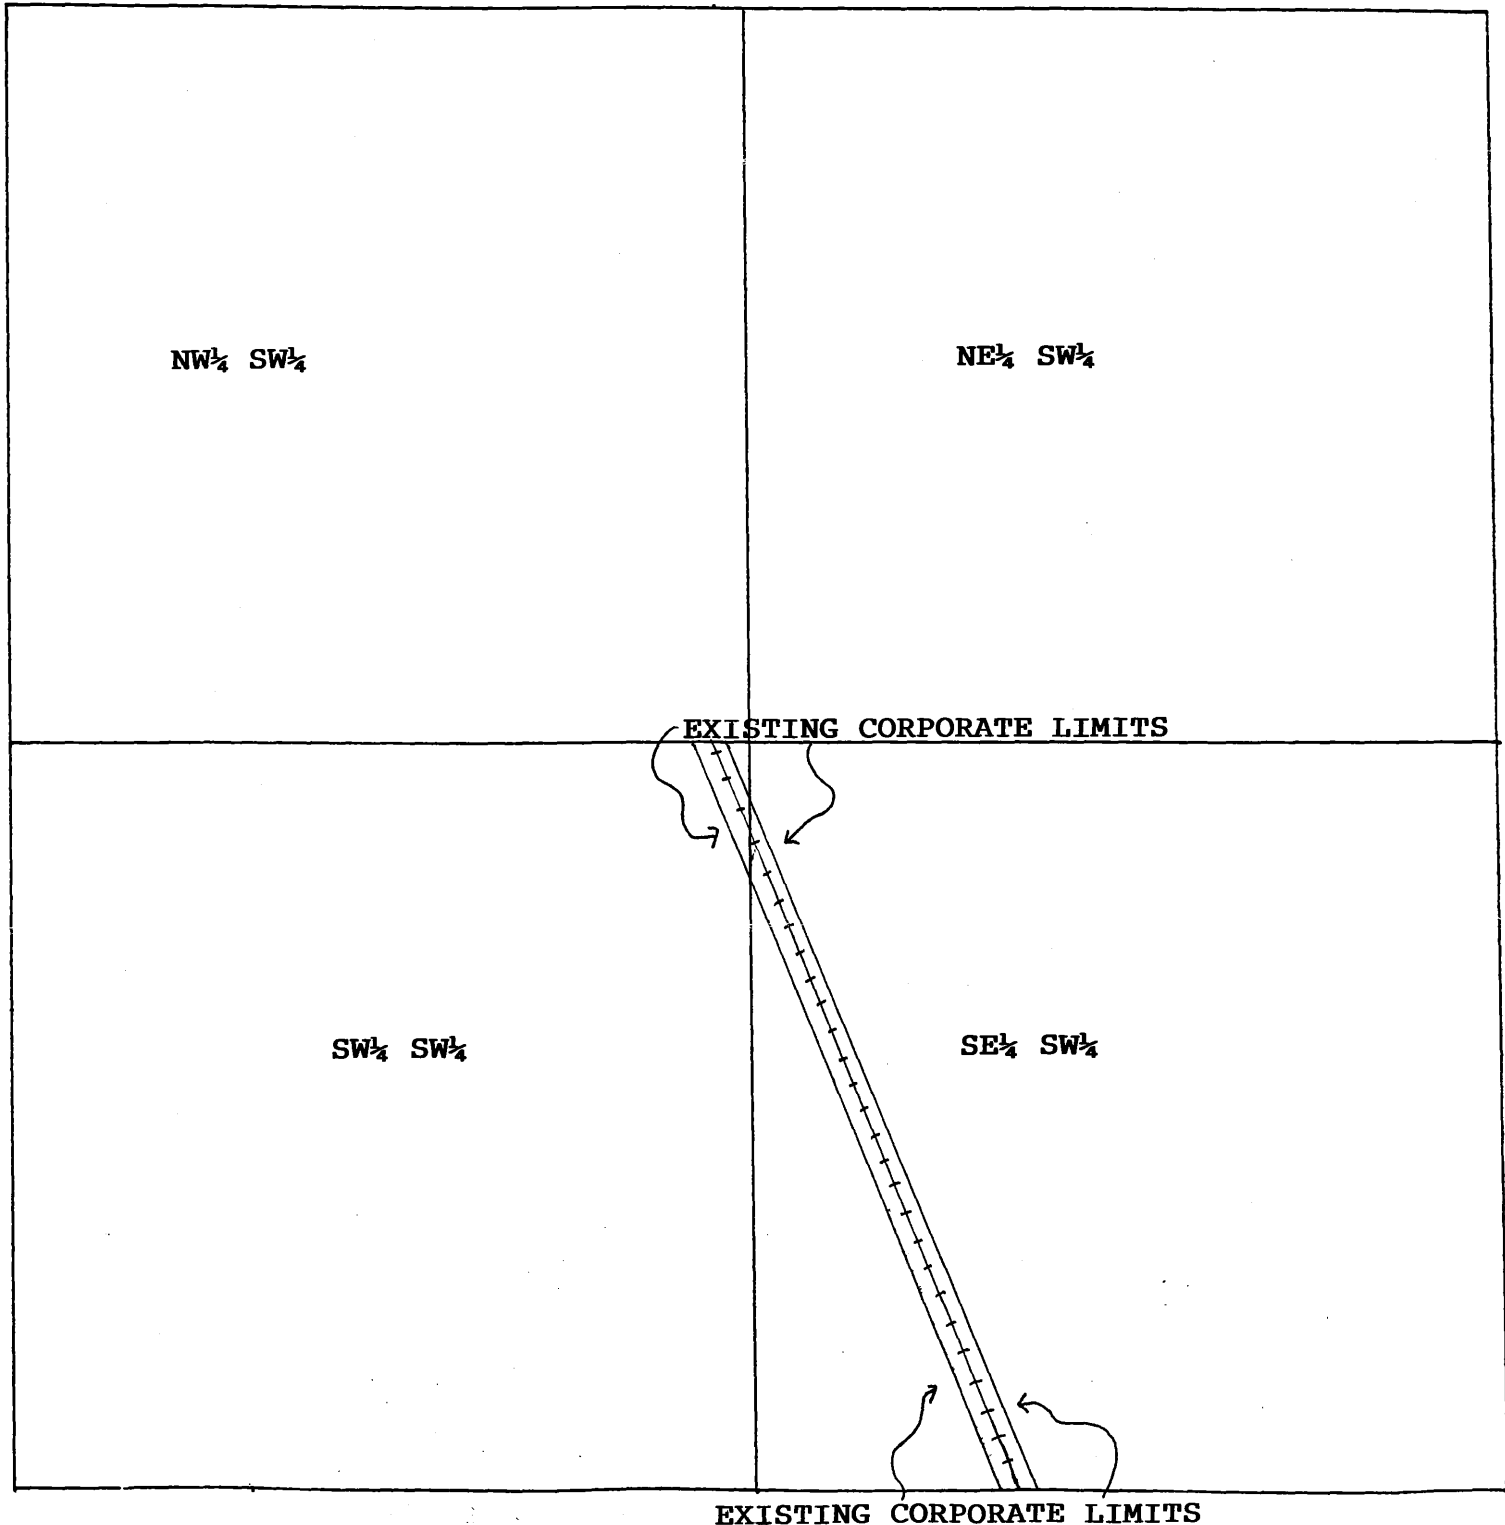 NW¼ SW¼
NE¼ SW¼
EXISTING CORPORATE LIMITS
SW¼ SW¼
SE¼ SW¼
EXISTING CORPORATE LIMITS